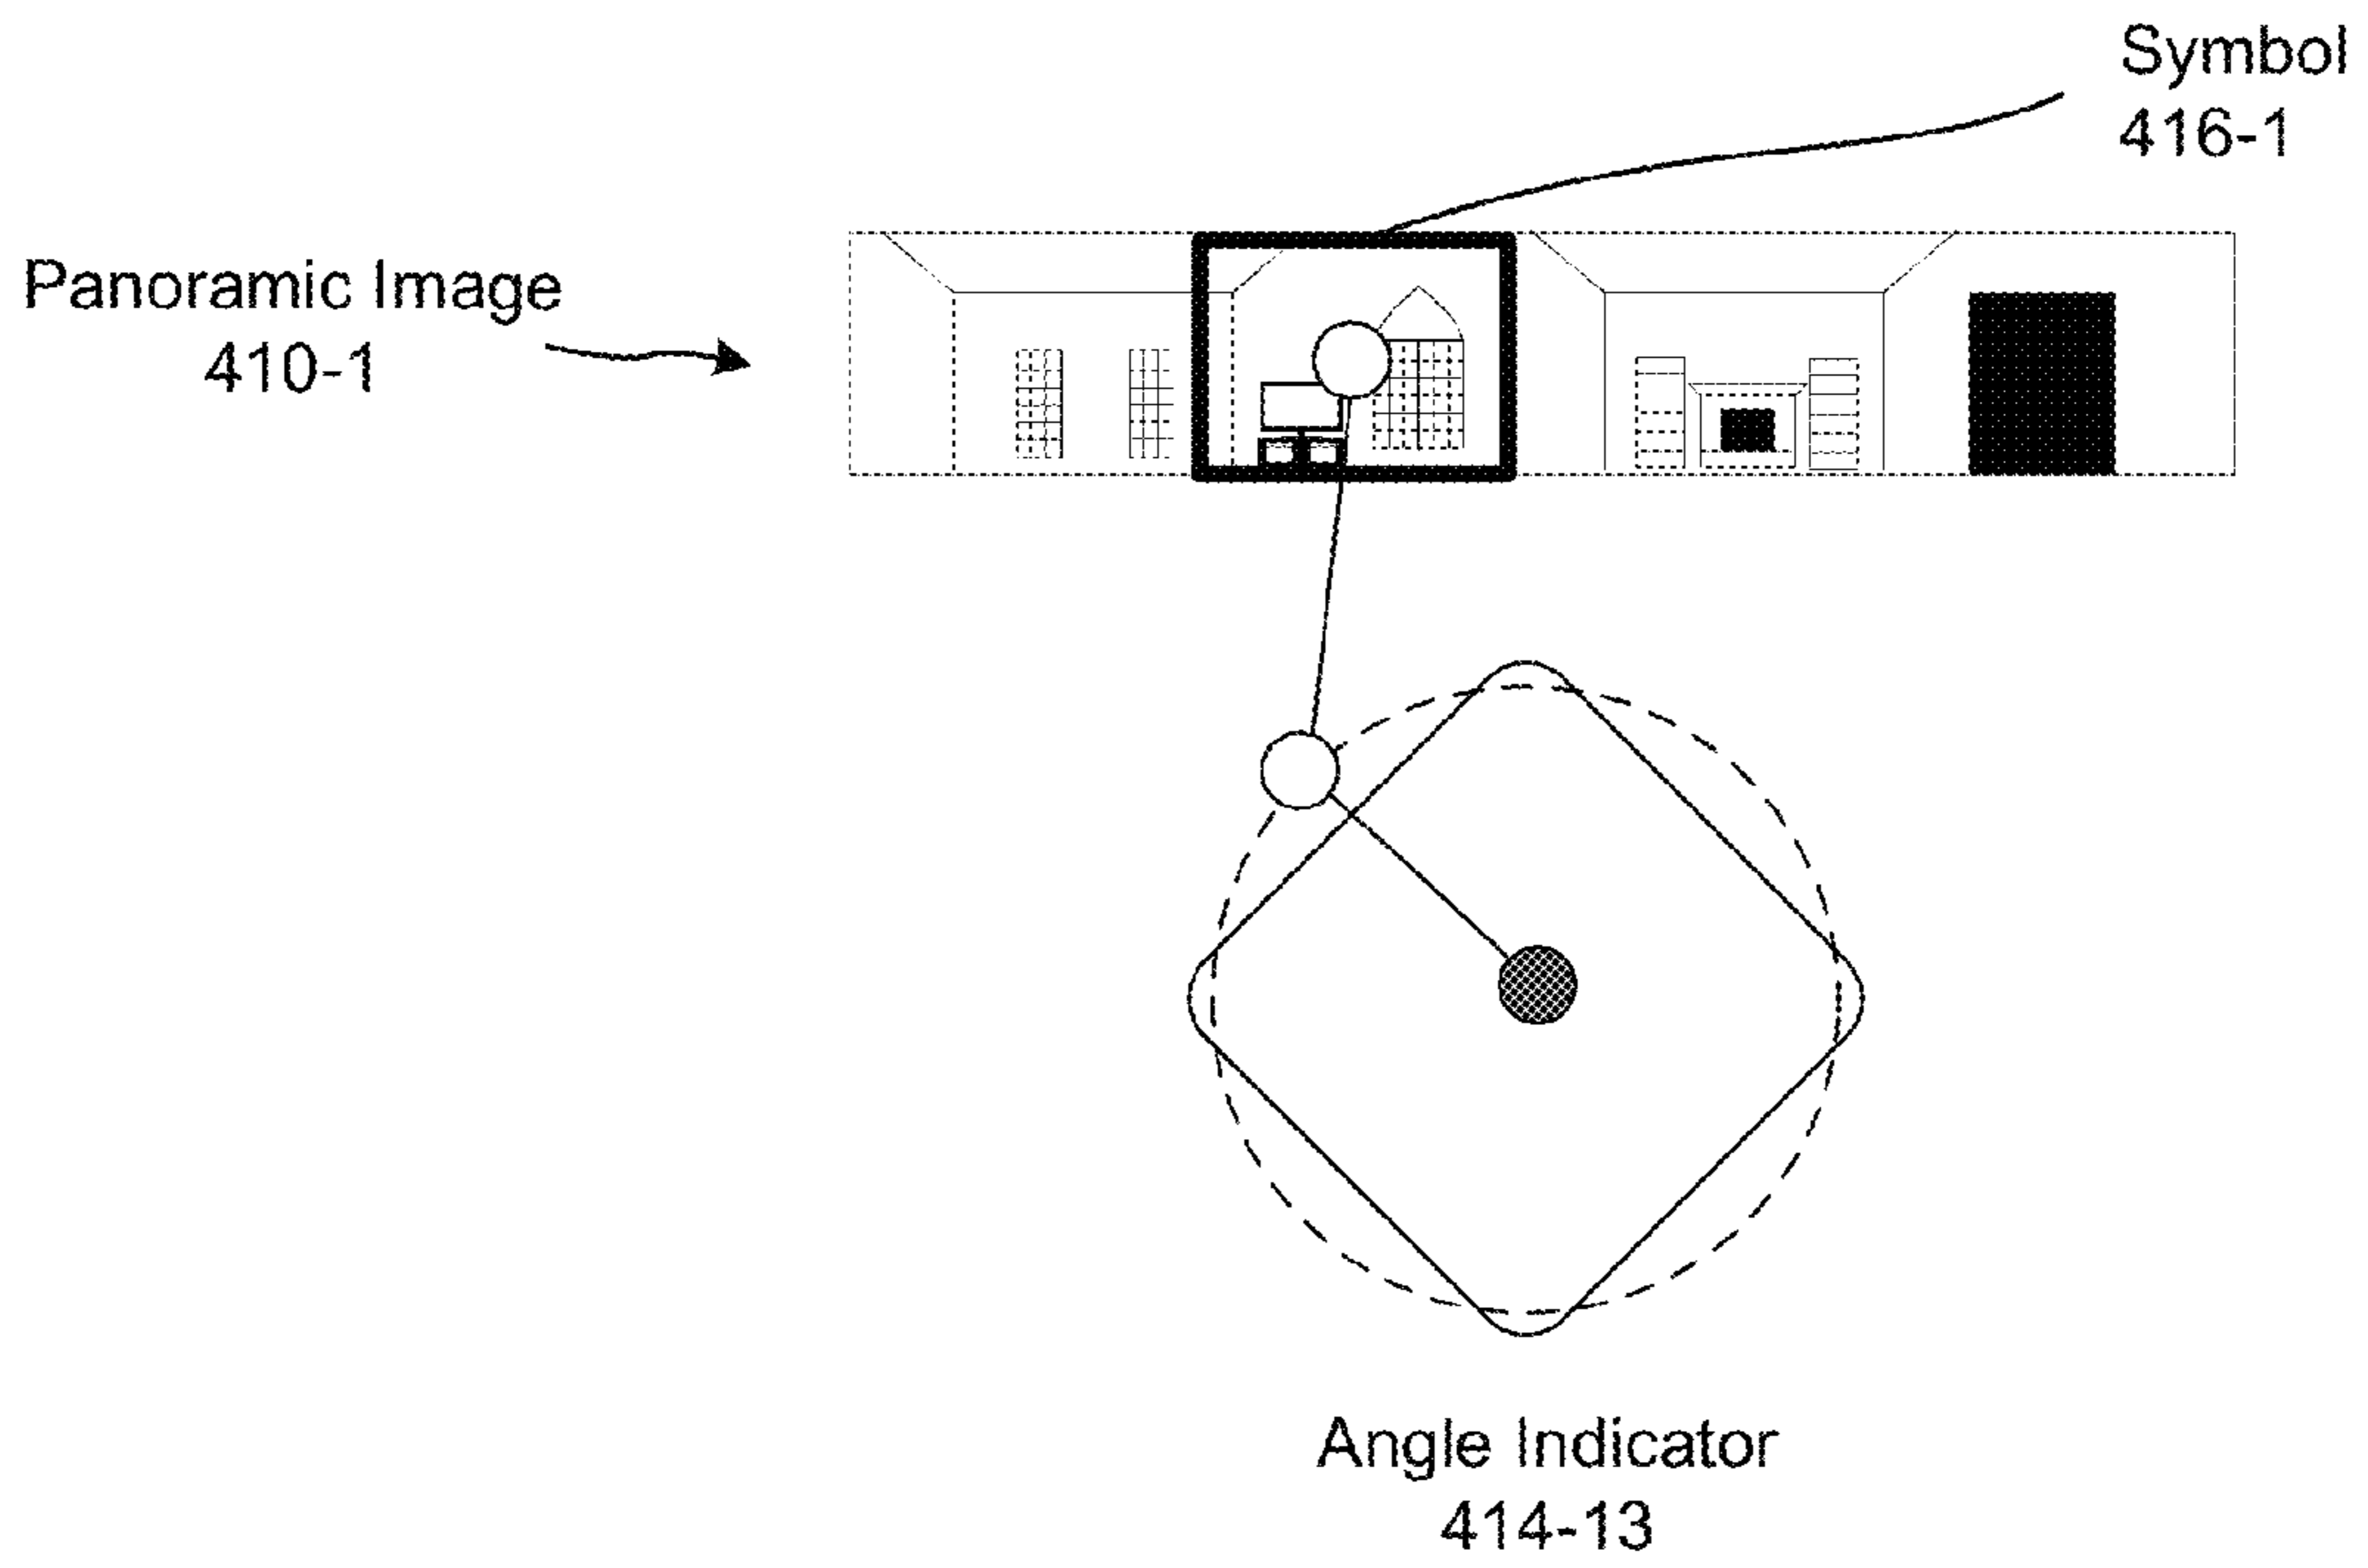 Symbol
416-1
Panoramic Image
410-1
Angle Indicator
414-13